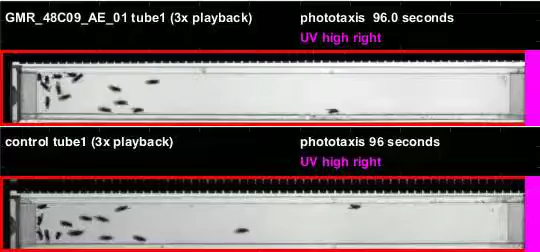 GMR_48C09_AE_01 tube1 (3x playback) phototaxis 96.0 seconds
UV high right
control tube1 (3x playback) phototaxis 96 seconds
UV high right